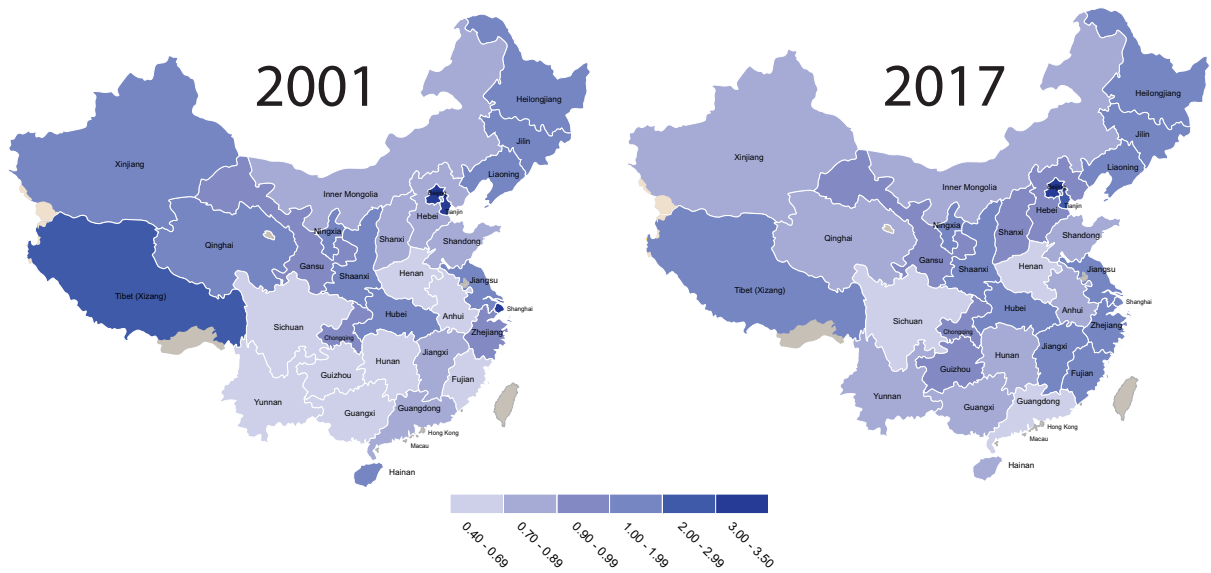 2001
Heilongjiang
Jilin
Liaoning
Xinjiang
Inner Mongolia
Beijing
Tianjin
Hebei
Ningxia
Shanxi
Shandong
Qinghai
Gansu
Shaanxi
Henan
Jiangsu
Tibet (Xizang)
Shanghai
Hubei
Anhui
Sichuan
Zhejiang
Chongqing
Jiangxi
Hunan
Guizhou
Fujian
Yunnan
Guangxi
Guangdong
Hong Kong
Macau
Hainan
2017
Heilongjiang
Jilin
Liaoning
Xinjiang
Inner Mongolia
Beijing
Tianjin
Hebei
Ningxia
Shanxi
Shandong
Qinghai
Gansu
Shaanxi
Henan
Jiangsu
Tibet (Xizang)
Shanghai
Hubei
Anhui
Sichuan
Zhejiang
Chongqing
Jiangxi
Hunan
Guizhou
Fujian
Yunnan
Guangxi
Guangdong
Hong Kong
Macau
Hainan
0.40 - 0.69
0.70 - 0.89
0.90 - 0.99
1.00 - 1.99
2.00 - 2.99
3.00 - 3.50